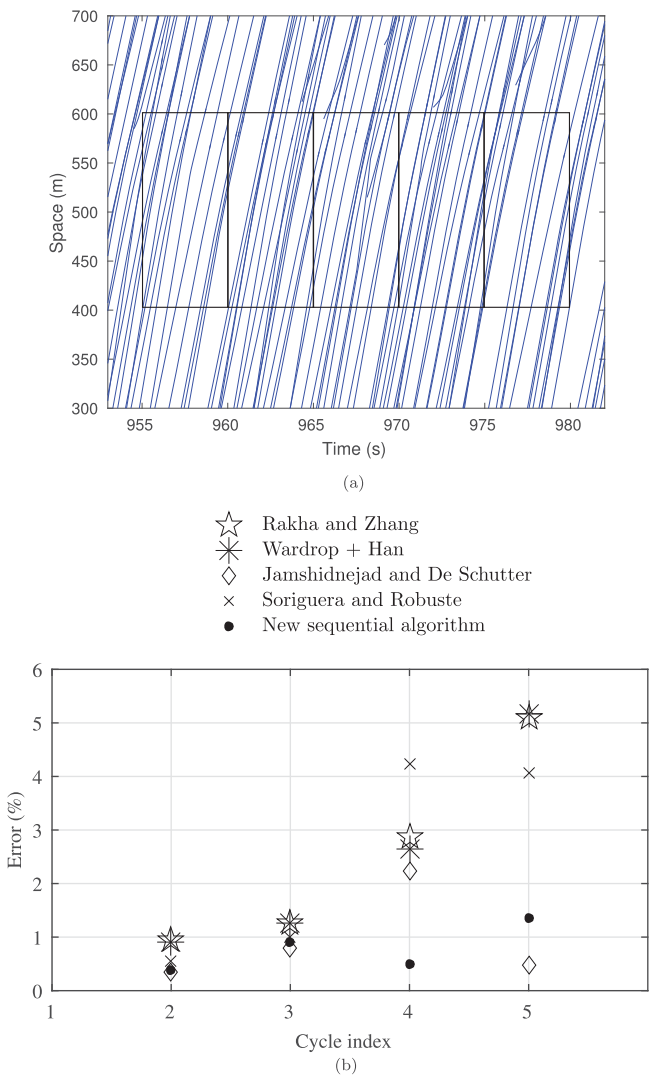 700
650
600
550
500
450
400
350
300
Space (m)
955 960 965 970 975 980
Time (s)
(a)
Rakha and Zhang
Wardrop + Han
Jamshidnejad and De Schutter
Soriguera and Robuste
New sequential algorithm
6
5
4
3
2
1
0
Error (%)
1 2 3 4 5
Cycle index
(b)